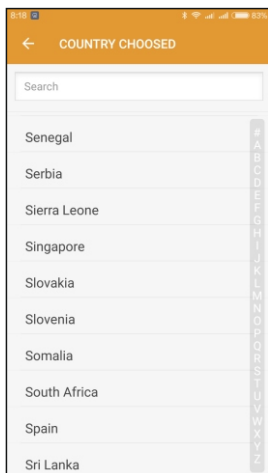 8:18 83%
COUNTRY CHOOSED
Search
Senegal
Serbia
Sierra Leone
Singapore
Slovakia
Slovenia
Somalia
South Africa
Spain
Sri Lanka
#
A
B
C
D
E
F
G
H
I
J
K
L
M
N
O
P
Q
R
S
T
U
V
W
X
Y
Z